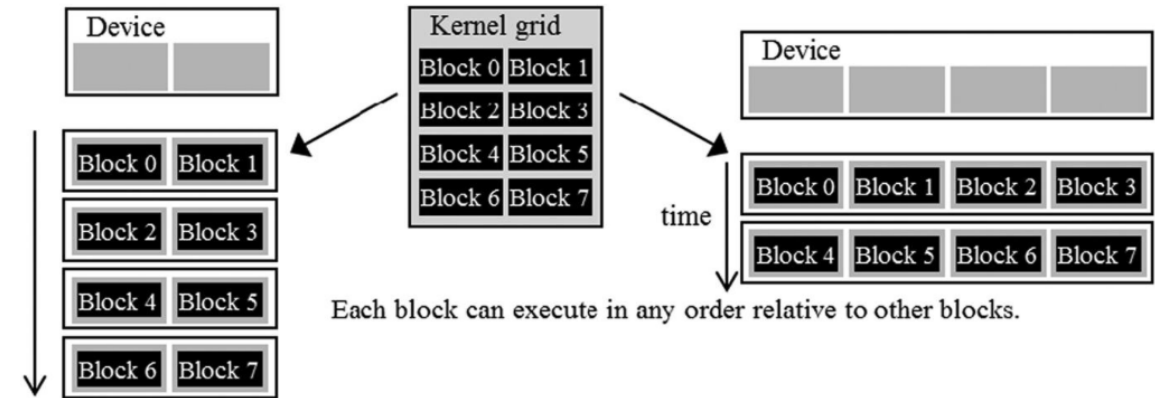 Device
Block 0 Block 1
Block 2 Block 3
Block 4 Block 5
Block 6 Block 7
Kernel grid
Block 0 Block 1
Block 2 Block 3
Block 4 Block 5
Block 6 Block 7
Device
time
Block 0 Block 1 Block 2 Block 3
Block 4 Block 5 Block 6 Block 7
Each block can execute in any order relative to other blocks.